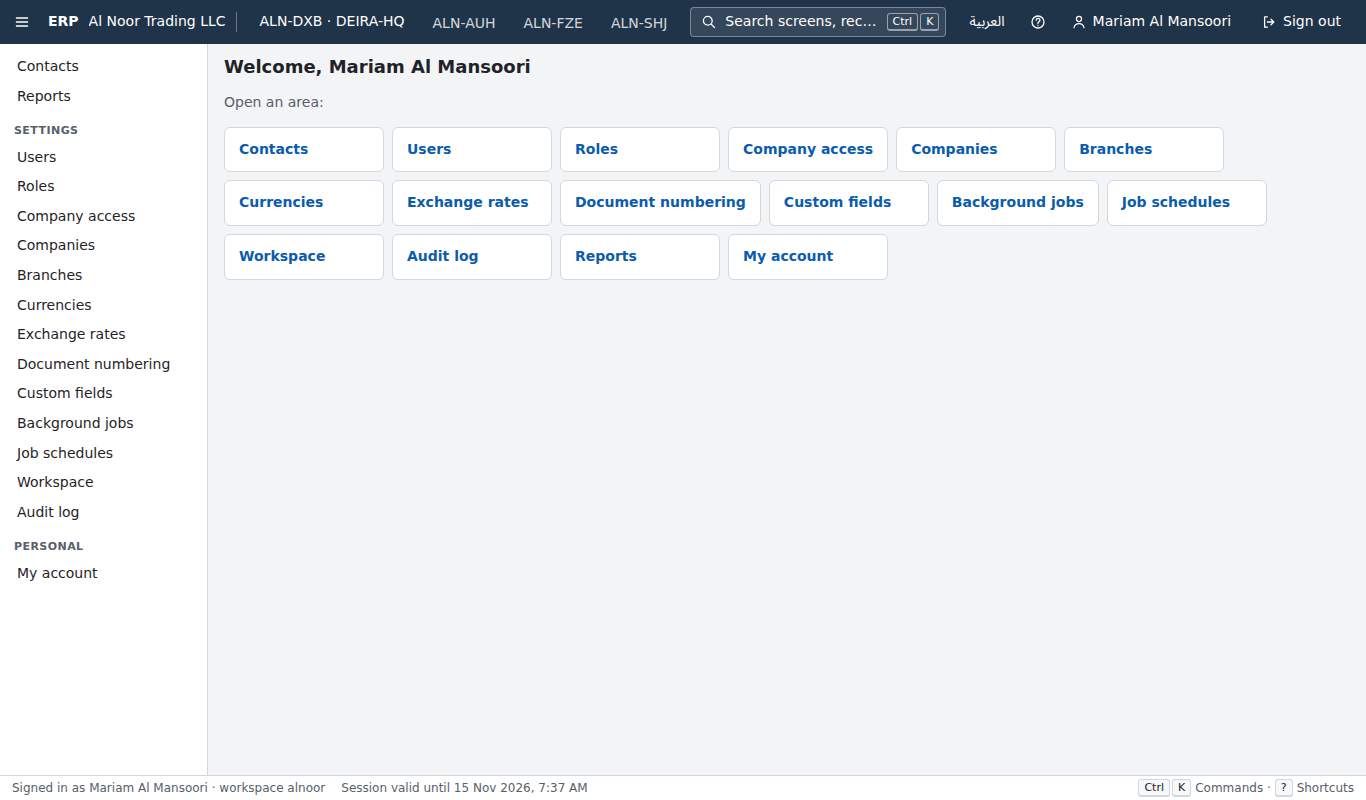 ERP Al Noor Trading LLC ALN-DXB · DEIRA-HQ ALN-AUH ALN-FZE ALN-SHJ Search screens, rec... Ctrl K العربية Mariam Al Mansoori Sign out
Contacts
Reports
SETTINGS
Users
Roles
Company access
Companies
Branches
Currencies
Exchange rates
Document numbering
Custom fields
Background jobs
Job schedules
Workspace
Audit log
PERSONAL
My account
Welcome, Mariam Al Mansoori
Open an area:
Contacts Users Roles Company access Companies Branches
Currencies Exchange rates Document numbering Custom fields Background jobs Job schedules
Workspace Audit log Reports My account
Signed in as Mariam Al Mansoori · workspace alnoor Session valid until 15 Nov 2026, 7:37 AM Ctrl K Commands · ? Shortcuts